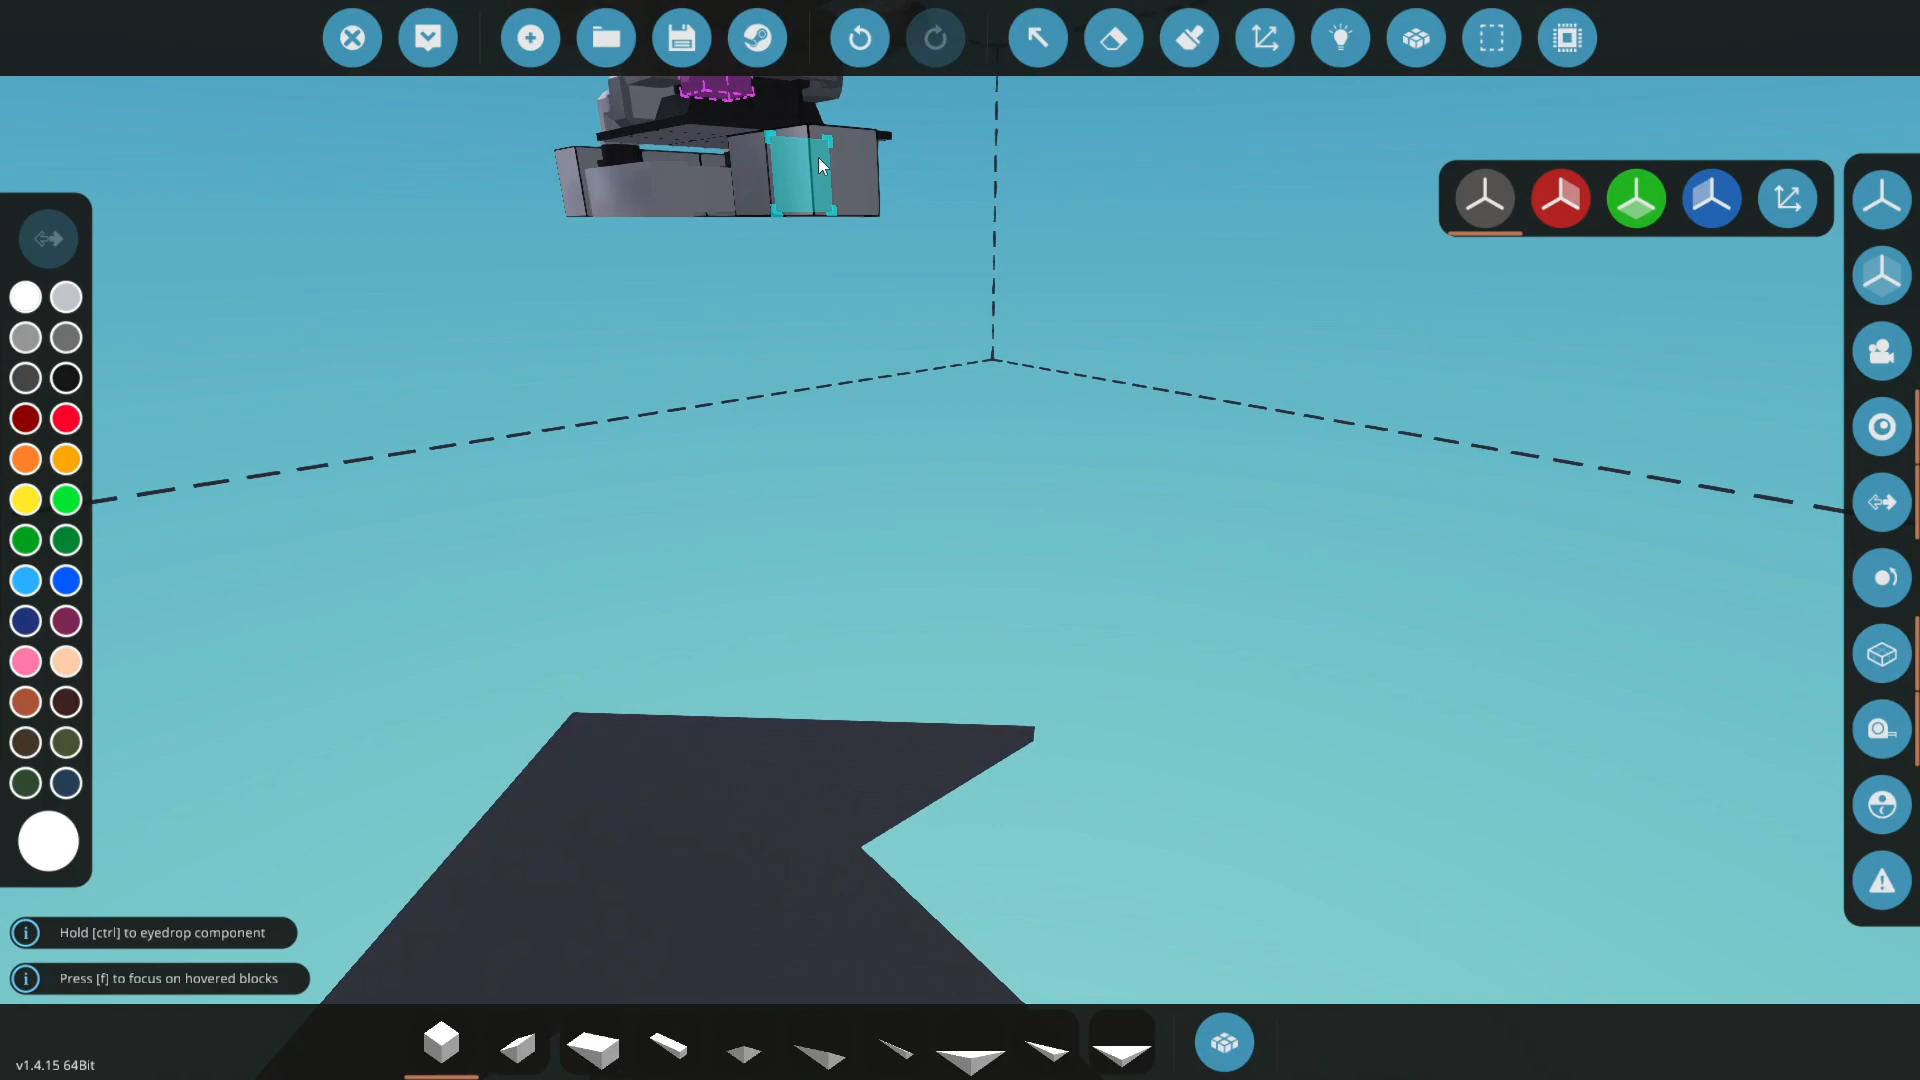 Hold [ctrl] to eyedrop component
Press [f] to focus on hovered blocks
v1.4.15 64Bit